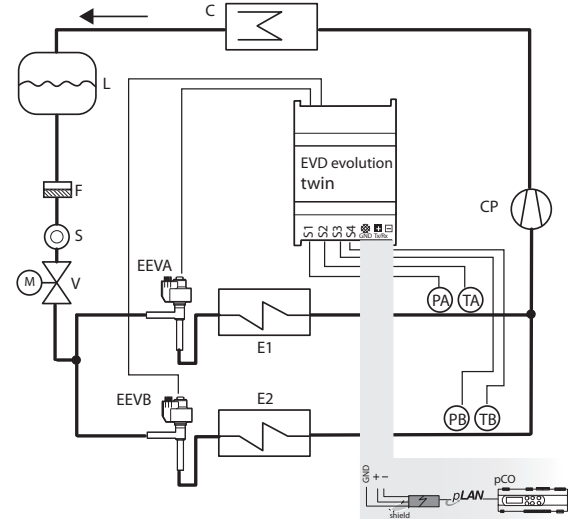 C
L
EVD evolution
twin
F
CP
S1
S2
S3
S4
GND
Tx/Rx
S
EEVA
M
V
PA
TA
E1
EEVB
E2
PB
TB
GND
pCO
pLAN
shield